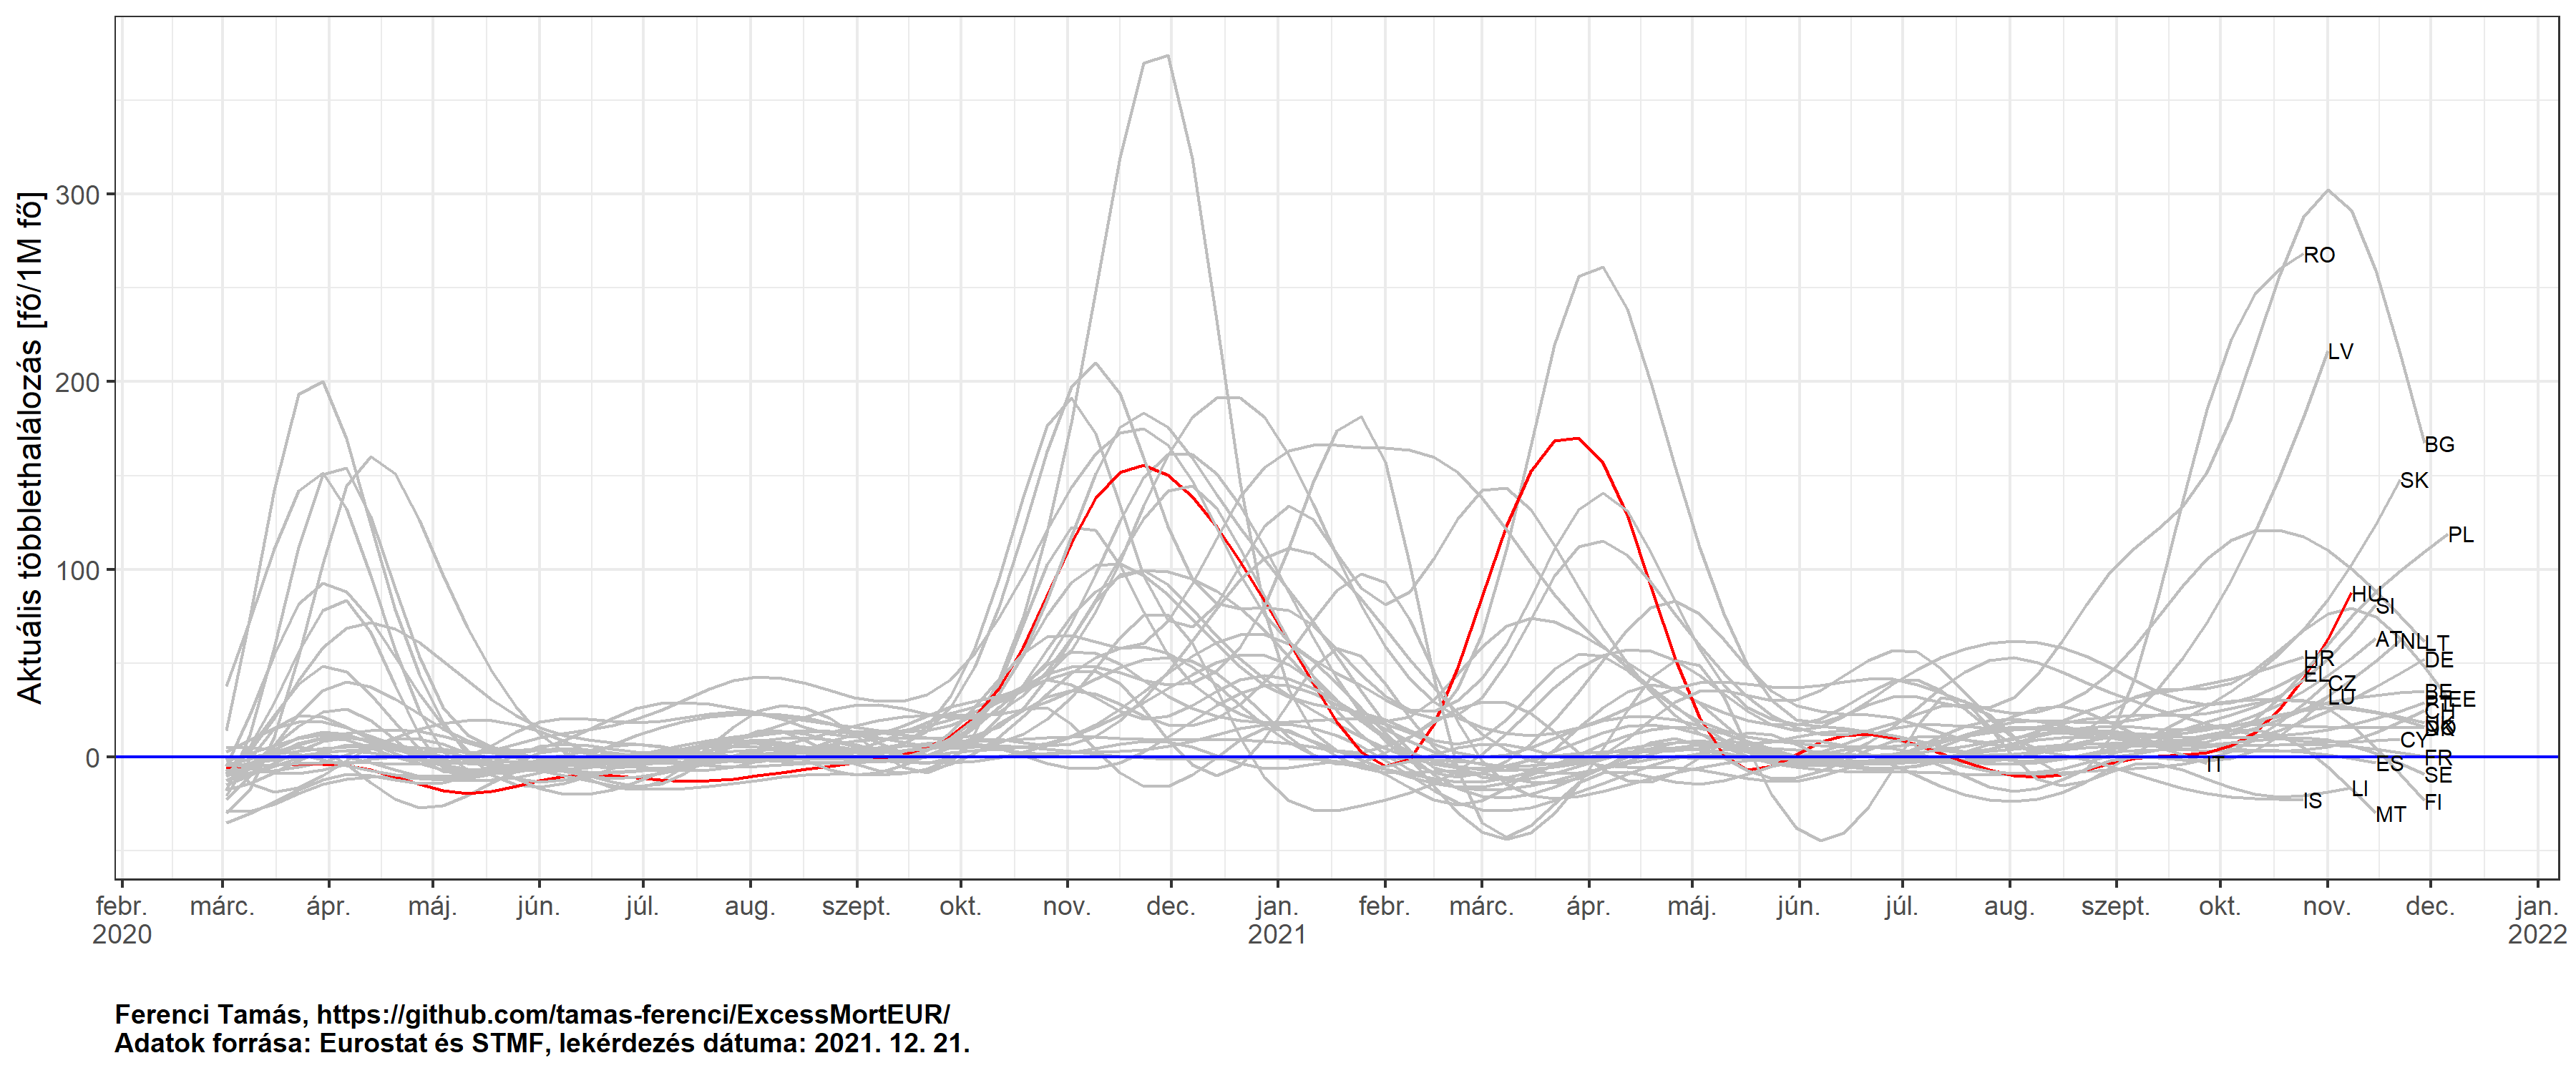 Aktuális többlethalálozás [fő/1M fő]
300
200
100
0
RO
LV
BG
SK
PL
HU
SI
AT
NL
LT
HR
DE
EL
CZ
LU
BE
EE
CH
CY
FR
ES
IT
SE
LI
IS
FI
MT
febr. márc. ápr. máj. jún. júl. aug. szept. okt. nov. dec. jan. febr. márc. ápr. máj. jún. júl. aug. szept. okt. nov. dec. jan.
2020 2021 2022
Ferenci Tamás, https://github.com/tamas-ferenci/ExcessMortEUR/
Adatok forrása: Eurostat és STMF, lekérdezés dátuma: 2021. 12. 21.